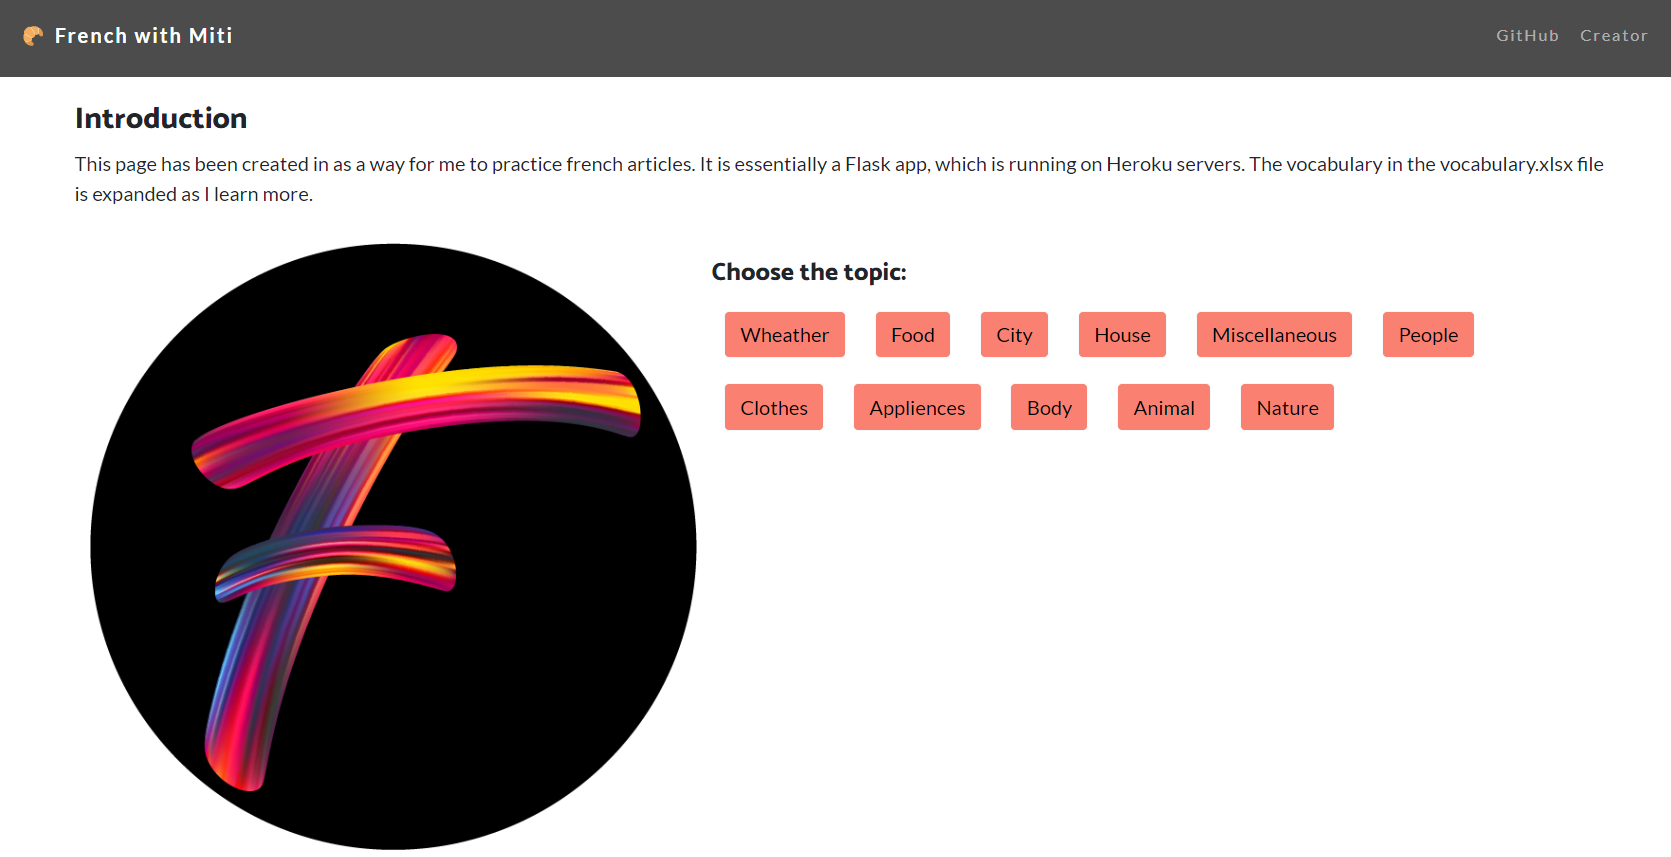 French with Miti
GitHub Creator
Introduction
This page has been created in as a way for me to practice french articles. It is essentially a Flask app, which is running on Heroku servers. The vocabulary in the vocabulary.xlsx file
is expanded as I learn more.
F
Choose the topic:
Wheather Food City House Miscellaneous People
Clothes Appliences Body Animal Nature